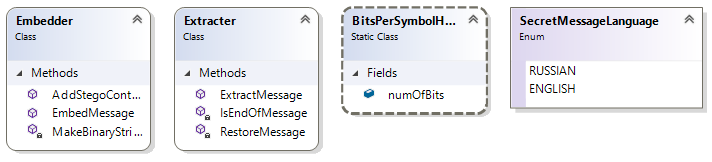 Embedder
Class
Methods
AddStegoCont...
EmbedMessage
MakeBinaryStri...
Extracter
Class
Methods
ExtractMessage
IsEndOfMessage
RestoreMessage
BitsPerSymbolH...
Static Class
Fields
numOfBits
SecretMessageLanguage
Enum
RUSSIAN
ENGLISH